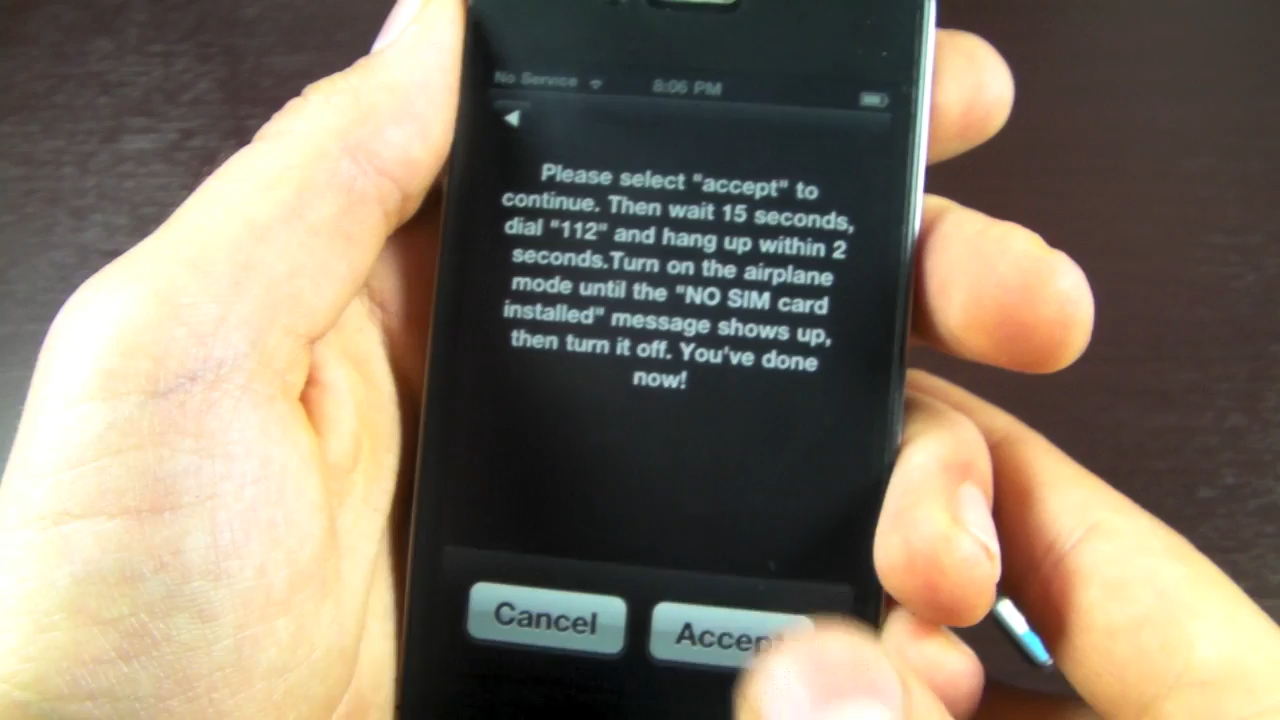 No Service 8:06 PM
Please select "accept" to
continue. Then wait 15 seconds,
dial "112" and hang up within 2
seconds.Turn on the airplane
mode until the "NO SIM card
installed" message shows up,
then turn it off. You've done
now!
Cancel Accept